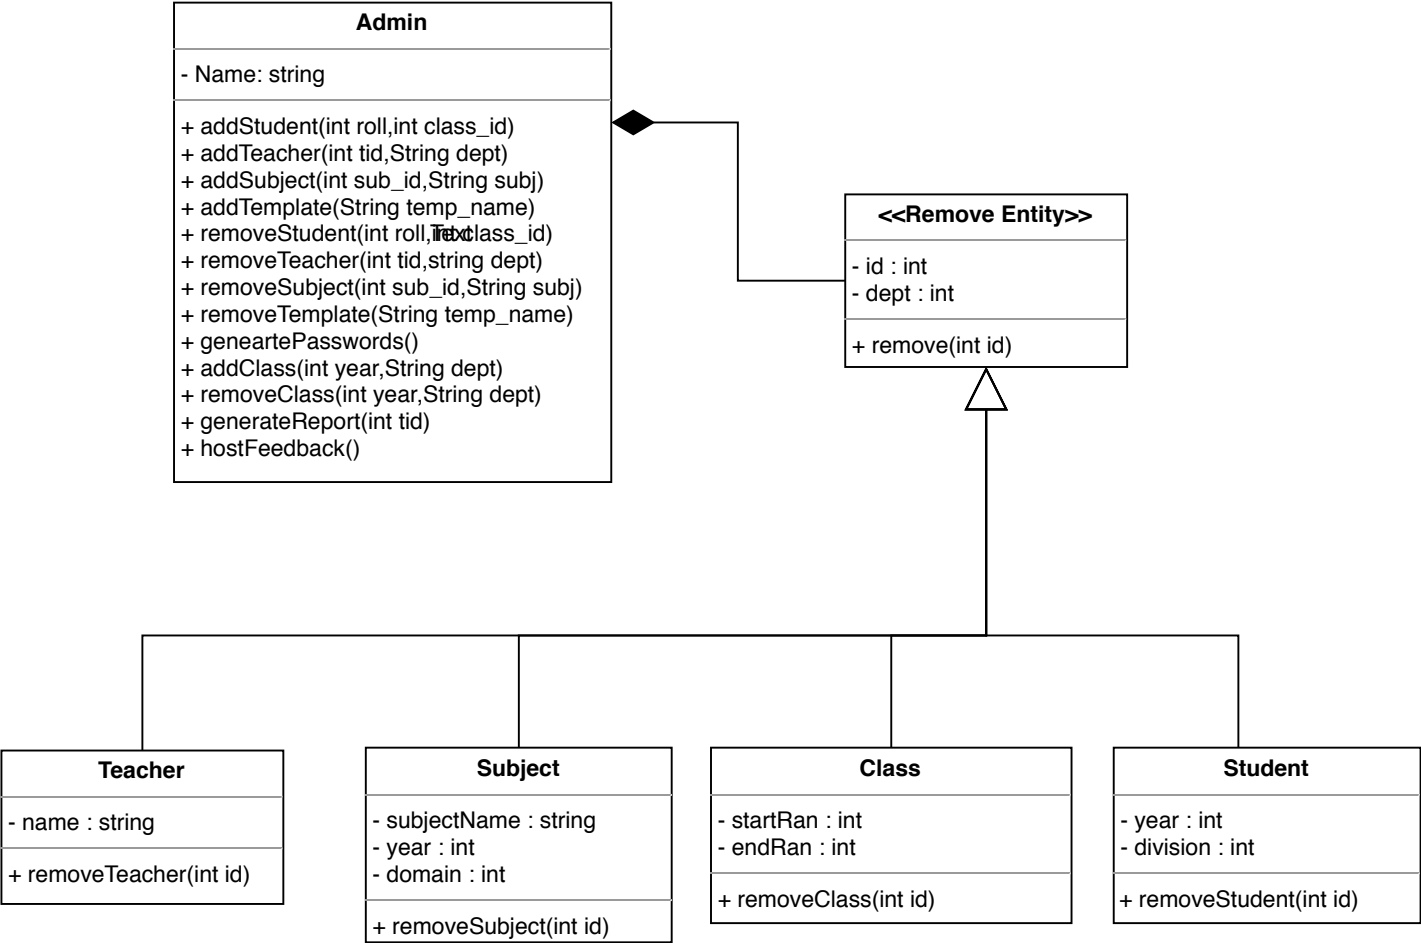 Admin
- Name: string
+ addStudent(int roll,int class_id)
+ addTeacher(int tid,String dept)
+ addSubject(int sub_id,String subj)
+ addTemplate(String temp_name)
+ removeStudent(int roll,int class_id)
Text
+ removeTeacher(int tid,string dept)
+ removeSubject(int sub_id,String subj)
+ removeTemplate(String temp_name)
+ geneartePasswords()
+ addClass(int year,String dept)
+ removeClass(int year,String dept)
+ generateReport(int tid)
+ hostFeedback()
<<Remove Entity>>
- id : int
- dept : int
+ remove(int id)
Teacher
- name : string
+ removeTeacher(int id)
Subject
- subjectName : string
- year : int
- domain : int
+ removeSubject(int id)
Class
- startRan : int
- endRan : int
+ removeClass(int id)
Student
- year : int
- division : int
+ removeStudent(int id)